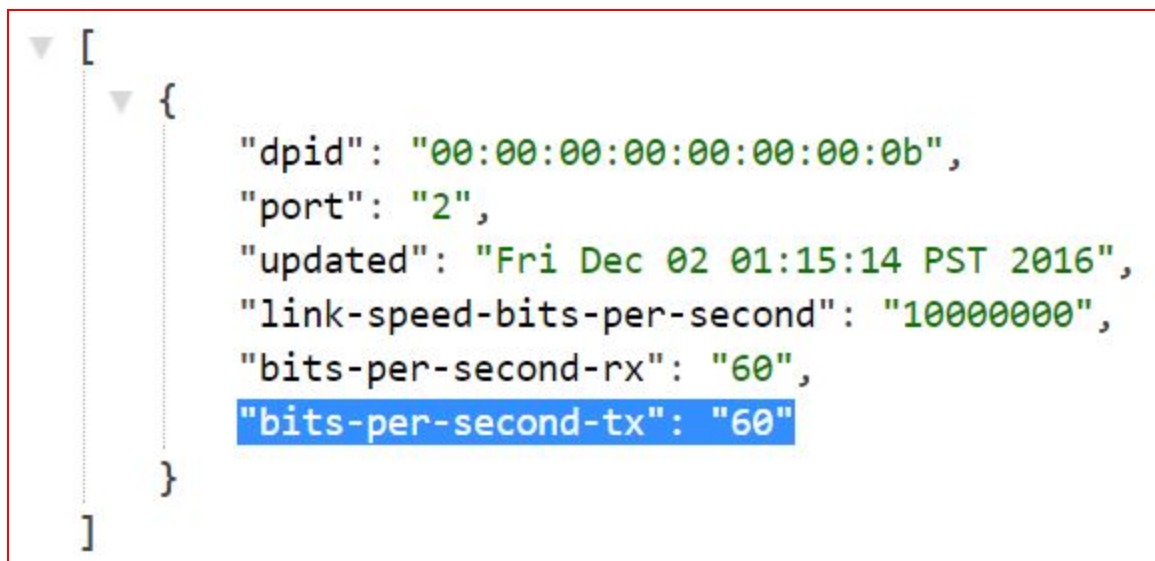 [
{
"dpid": "00:00:00:00:00:00:00:0b",
"port": "2",
"updated": "Fri Dec 02 01:15:14 PST 2016",
"link-speed-bits-per-second": "10000000",
"bits-per-second-rx": "60",
"bits-per-second-tx": "60"
}
]